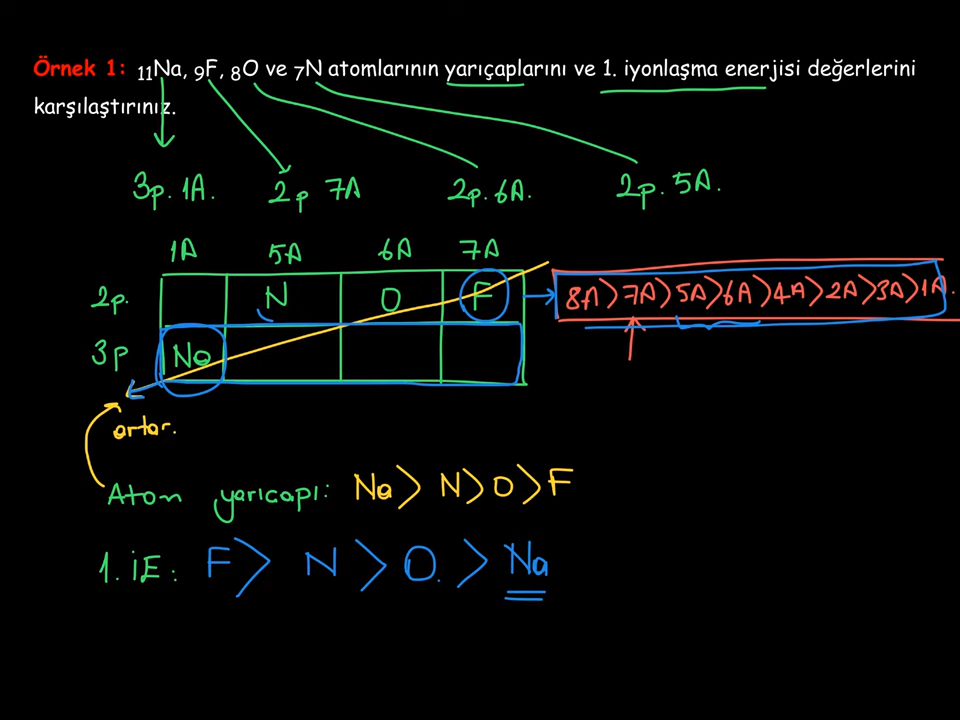 Örnek 1: ₁₁Na, ₉F, ₈O ve ₇N atomlarının yarıçaplarını ve 1. iyonlaşma enerjisi değerlerini
karşılaştırınız.
3p. 1A. 2p 7A 2p. 6A. 2p. 5A.
1A 5A 6A 7A
2p. N O F
8A>7A>5A>6A>4A>2A>3A>1A.
3p Na
artar.
Atom yarıcapı: Na> N>O>F
1. İE: F> N >O. >Na